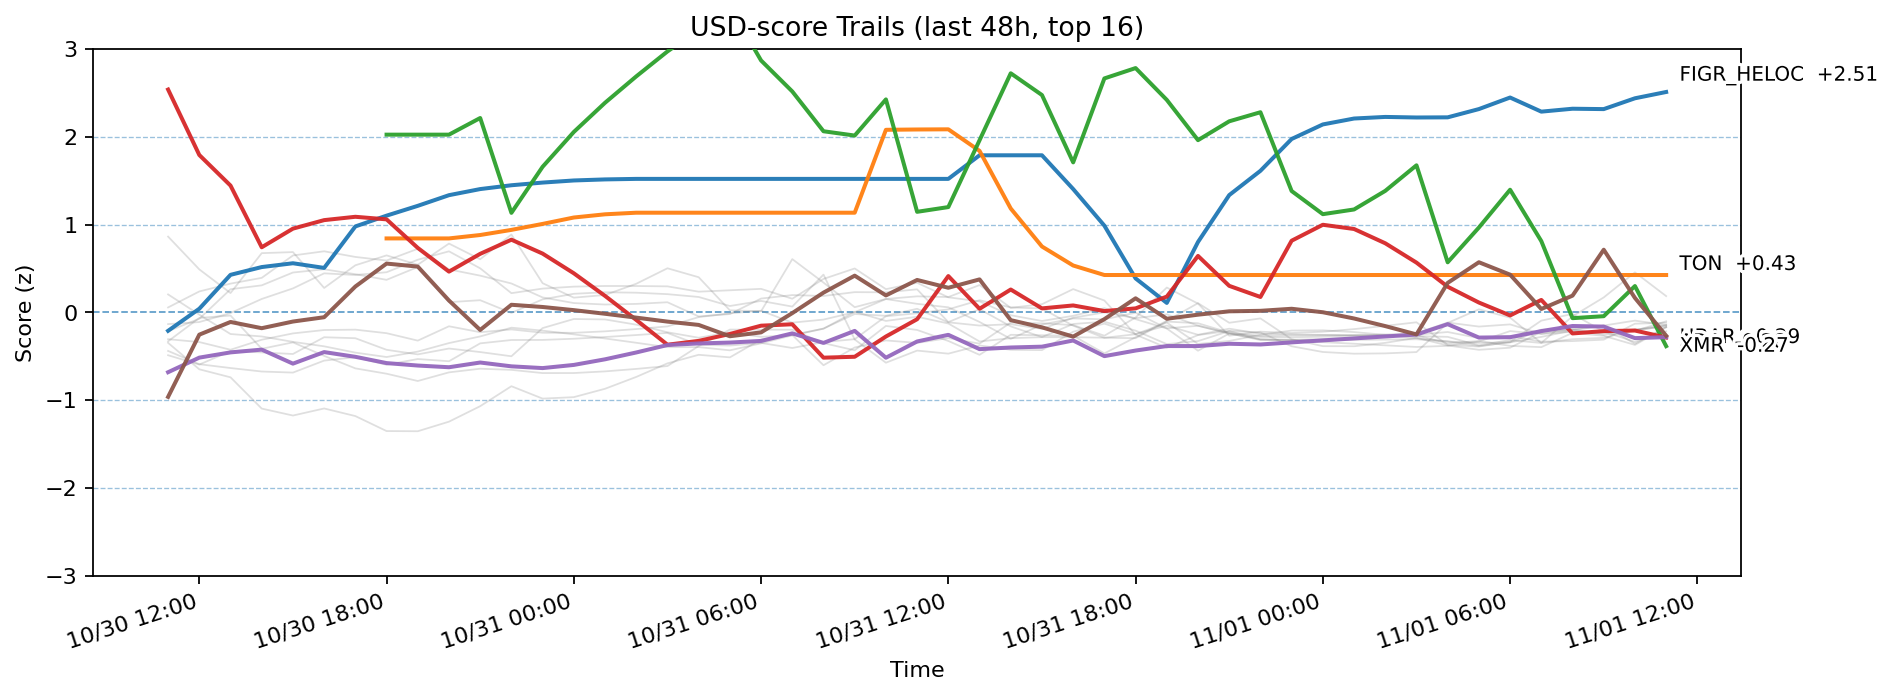 USD-score Trails (last 48h, top 16)
Score (z)
3
2
1
0
−1
−2
−3
FIGR_HELOC +2.51
TON +0.43
XMR -0.27
10/30 12:00
10/30 18:00
10/31 00:00
10/31 06:00
10/31 12:00
10/31 18:00
11/01 00:00
11/01 06:00
11/01 12:00
Time